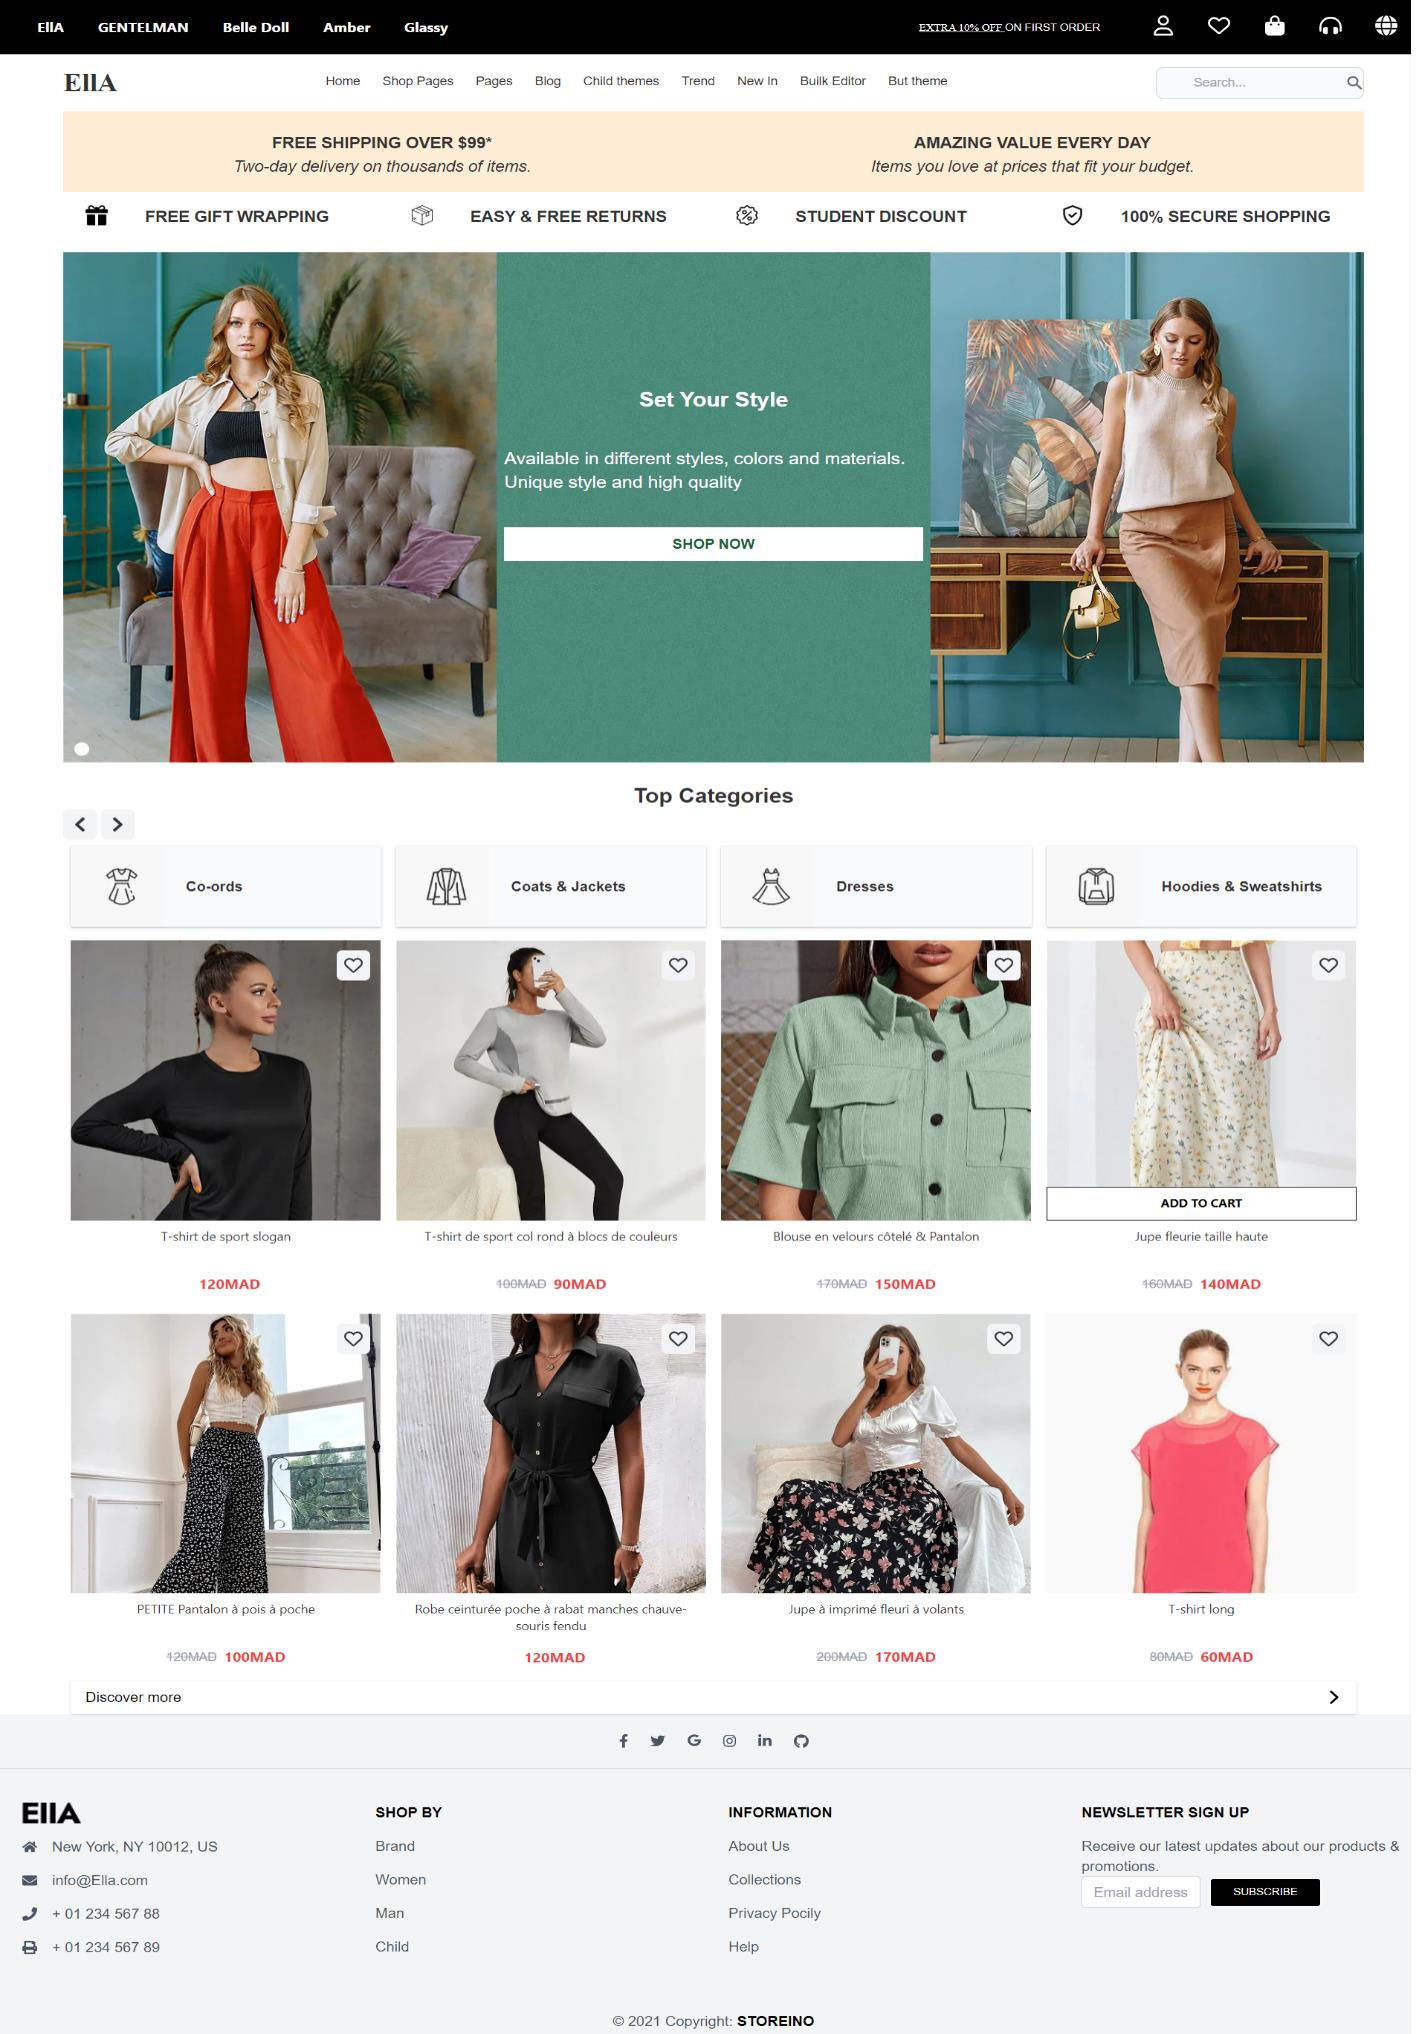 EllA GENTELMAN Belle Doll Amber Glassy EXTRA 10% OFF ON FIRST ORDER
EllA Home Shop Pages Pages Blog Child themes Trend New In Builk Editor But theme Search...
FREE SHIPPING OVER $99* AMAZING VALUE EVERY DAY
Two-day delivery on thousands of items. Items you love at prices that fit your budget.
FREE GIFT WRAPPING EASY & FREE RETURNS STUDENT DISCOUNT 100% SECURE SHOPPING
Set Your Style
Available in different styles, colors and materials.
Unique style and high quality
SHOP NOW
Top Categories
Co-ords Coats & Jackets Dresses Hoodies & Sweatshirts
ADD TO CART
T-shirt de sport slogan T-shirt de sport col rond à blocs de couleurs Blouse en velours côtelé & Pantalon Jupe fleurie taille haute
120MAD 100MAD 90MAD 170MAD 150MAD 160MAD 140MAD
PETITE Pantalon à pois à poche Robe ceinturée poche à rabat manches chauve-
souris fendu Jupe à imprimé fleuri à volants T-shirt long
120MAD 100MAD 120MAD 200MAD 170MAD 80MAD 60MAD
Discover more
EllA
New York, NY 10012, US
info@Ella.com
+ 01 234 567 88
+ 01 234 567 89
SHOP BY
Brand
Women
Man
Child
INFORMATION
About Us
Collections
Privacy Pocily
Help
NEWSLETTER SIGN UP
Receive our latest updates about our products &
promotions.
Email address SUBSCRIBE
© 2021 Copyright: STOREINO